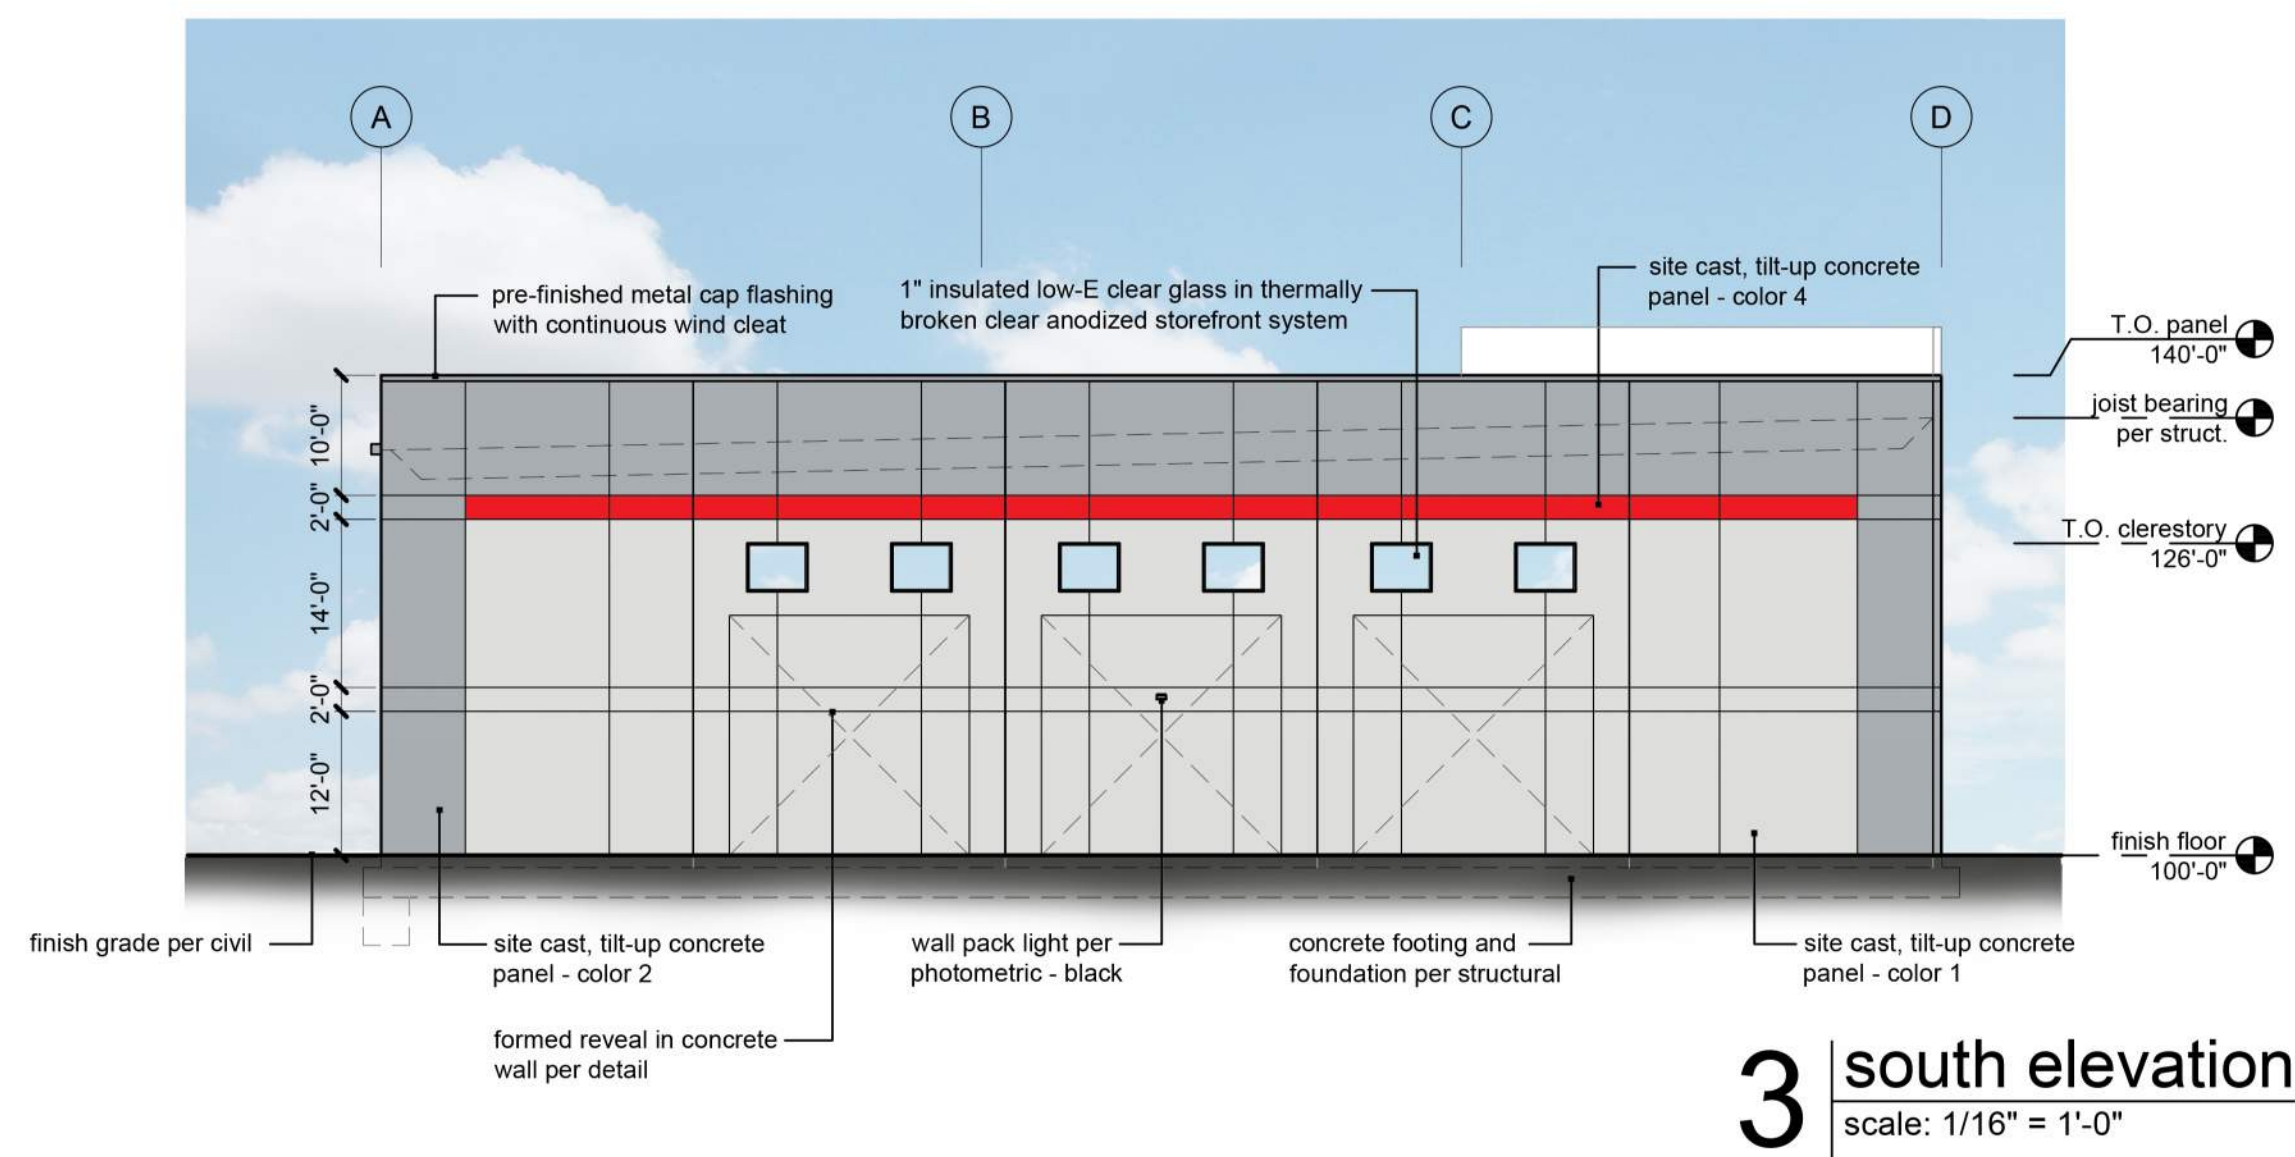 A
B
C
D
pre-finished metal cap flashing
with continuous wind cleat
1" insulated low-E clear glass in thermally
broken clear anodized storefront system
site cast, tilt-up concrete
panel - color 4
T.O. panel
140'-0"
joist bearing
per struct.
T.O. clerestory
126'-0"
finish floor
100'-0"
10'-0"
2'-0"
14'-0"
2'-0"
12'-0"
finish grade per civil
site cast, tilt-up concrete
panel - color 2
wall pack light per
photometric - black
concrete footing and
foundation per structural
site cast, tilt-up concrete
panel - color 1
formed reveal in concrete
wall per detail
3
south elevation
scale: 1/16" = 1'-0"